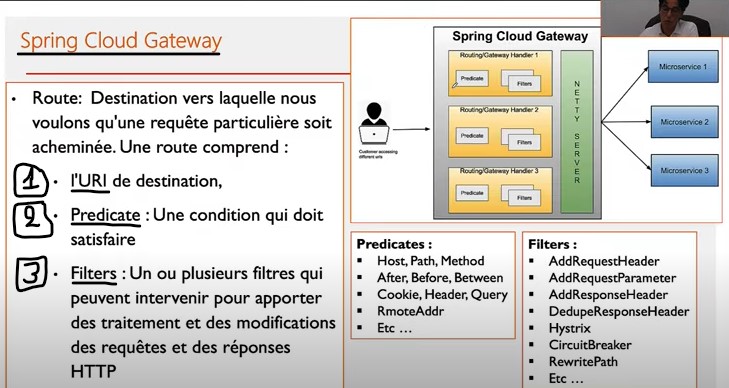 Spring Cloud Gateway
• Route: Destination vers laquelle nous
voulons qu'une requête particulière soit
acheminée. Une route comprend :
1 • l'URI de destination,
2 • Predicate : Une condition qui doit
satisfaire
3 • Filters : Un ou plusieurs filtres qui
peuvent intervenir pour apporter
des traitement et des modifications
des requêtes et des réponses
HTTP
Spring Cloud Gateway
Routing/Gateway Handler 1
Predicate
Filters
Routing/Gateway Handler 2
Predicate
Filters
Routing/Gateway Handler 3
Predicate
Filters
NETTY SERVER
Customer accessing
different urls
Microservice 1
Microservice 2
Microservice 3
Predicates :
▪ Host, Path, Method
▪ After, Before, Between
▪ Cookie, Header, Query
▪ RmoteAddr
▪ Etc ...
Filters :
▪ AddRequestHeader
▪ AddRequestParameter
▪ AddResponseHeader
▪ DedupeResponseHeader
▪ Hystrix
▪ CircuitBreaker
▪ RewritePath
▪ Etc ...